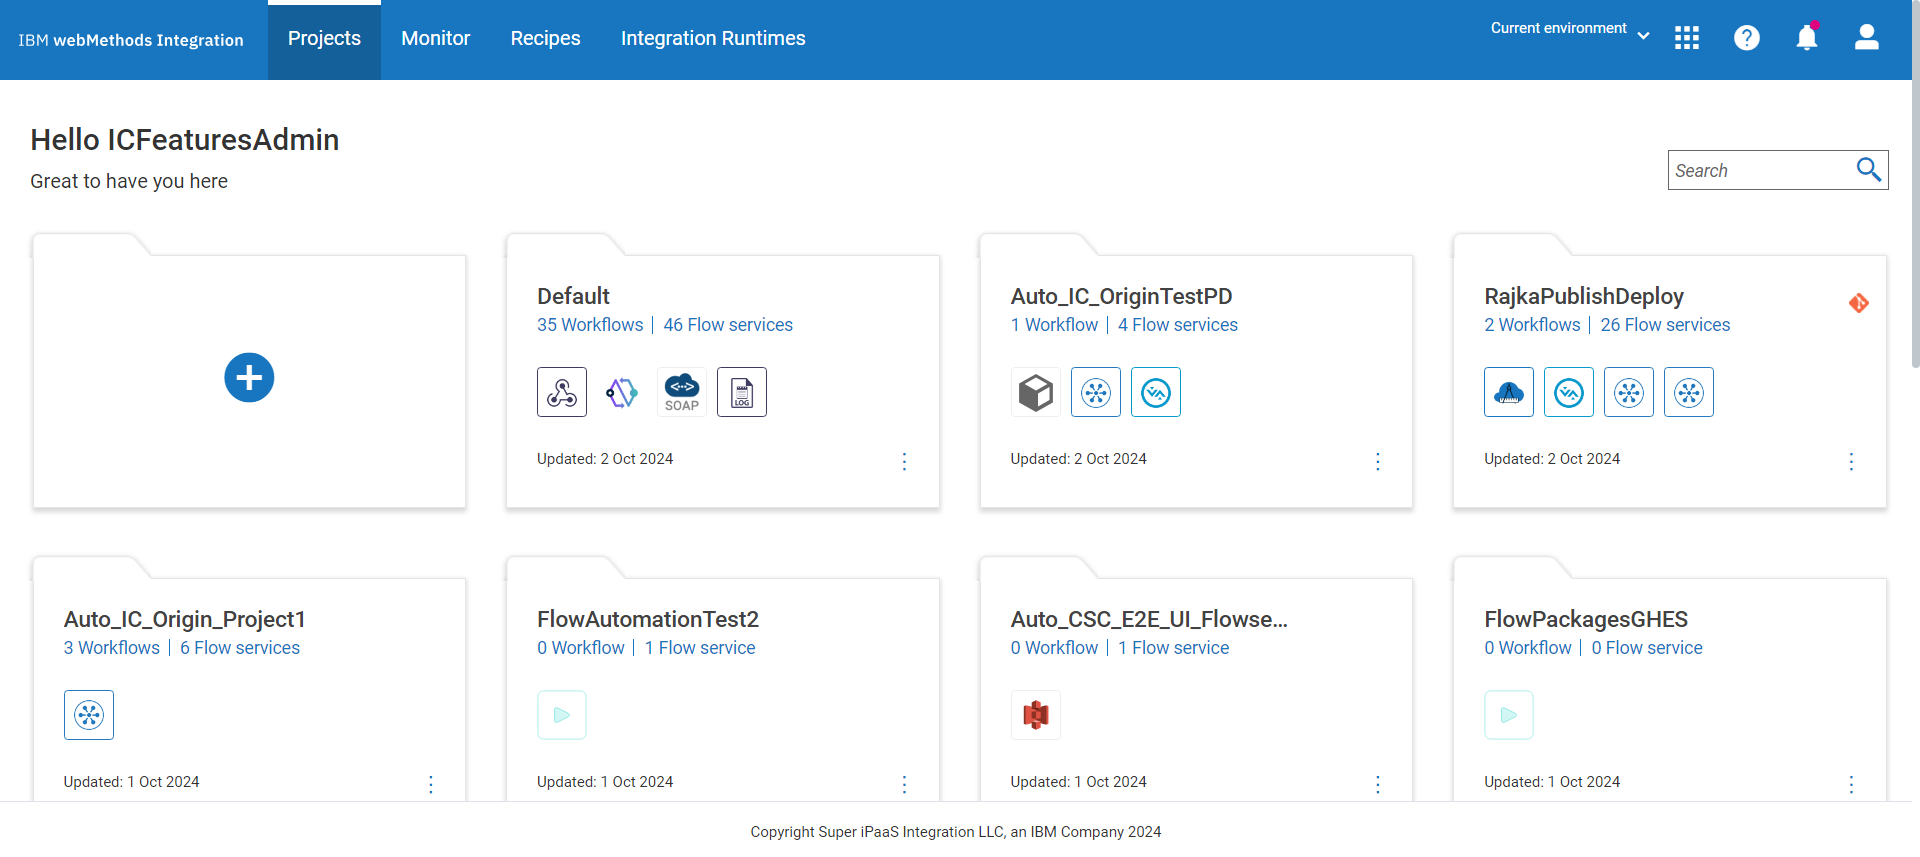 IBM webMethods Integration
Projects
Monitor
Recipes
Integration Runtimes
Current environment
Hello ICFeaturesAdmin
Great to have you here
Search
Default
35 Workflows | 46 Flow services
SOAP
LOG
Updated: 2 Oct 2024
Auto_IC_OriginTestPD
1 Workflow | 4 Flow services
Updated: 2 Oct 2024
RajkaPublishDeploy
2 Workflows | 26 Flow services
Updated: 2 Oct 2024
Auto_IC_Origin_Project1
3 Workflows | 6 Flow services
Updated: 1 Oct 2024
FlowAutomationTest2
0 Workflow | 1 Flow service
Updated: 1 Oct 2024
Auto_CSC_E2E_UI_Flowse...
0 Workflow | 1 Flow service
Updated: 1 Oct 2024
FlowPackagesGHES
0 Workflow | 0 Flow service
Updated: 1 Oct 2024
Copyright Super iPaaS Integration LLC, an IBM Company 2024